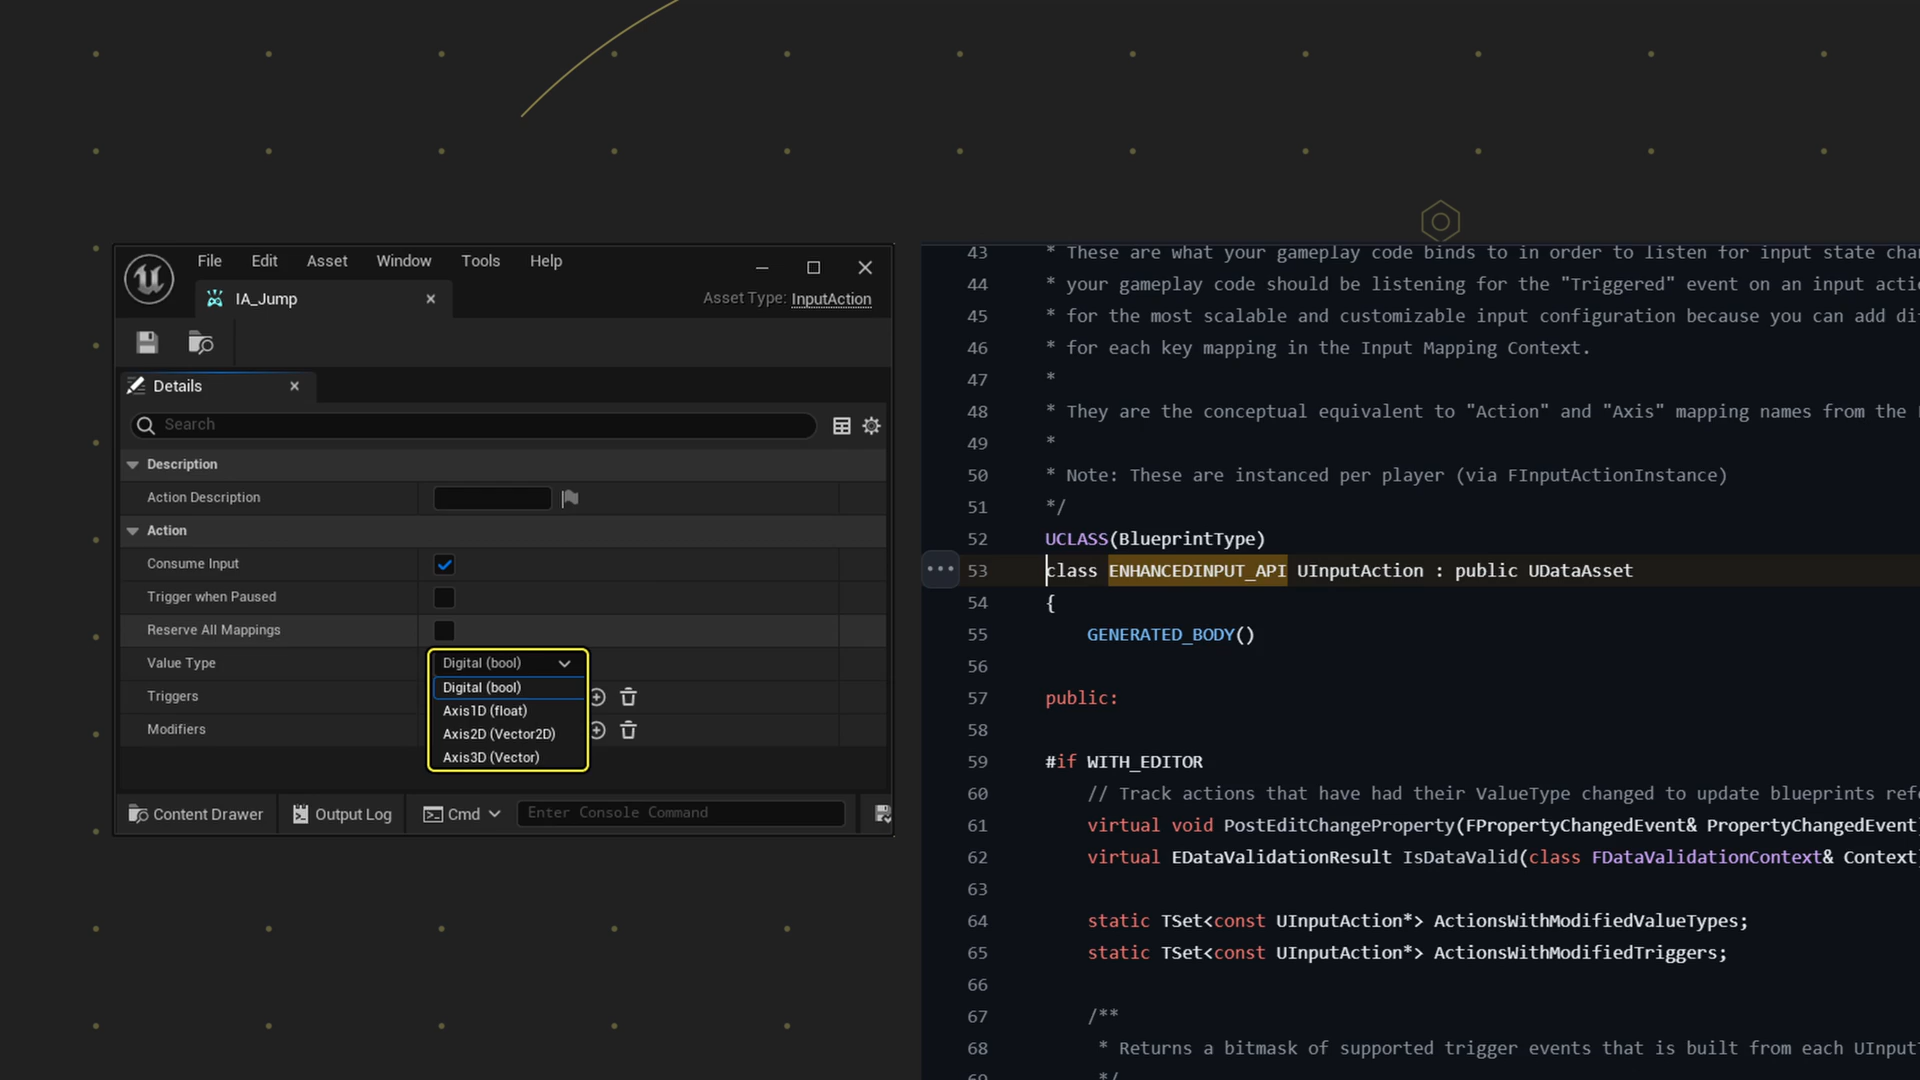 File Edit Asset Window Tools Help
IA_Jump
Asset Type: InputAction
Details
Search
Description
Action Description
Action
Consume Input
Trigger when Paused
Reserve All Mappings
Value Type Digital (bool)
Digital (bool)
Triggers
Axis1D (float)
Axis2D (Vector2D)
Modifiers
Axis3D (Vector)
Content Drawer Output Log Cmd Enter Console Command
43 * These are what your gameplay code binds to in order to listen for input state
44 * your gameplay code should be listening for the "Triggered" event on an input
45 * for the most scalable and customizable input configuration because you can add
46 * for each key mapping in the Input Mapping Context.
47 *
48 * They are the conceptual equivalent to "Action" and "Axis" mapping names from the
49 *
50 * Note: These are instanced per player (via FInputActionInstance)
51 */
52 UCLASS(BlueprintType)
53 class ENHANCEDINPUT_API UInputAction : public UDataAsset
54 {
55 GENERATED_BODY()
56
57 public:
58
59 #if WITH_EDITOR
60 // Track actions that have had their ValueType changed to update blueprints
61 virtual void PostEditChangeProperty(FPropertyChangedEvent& PropertyChangedEvent
62 virtual EDataValidationResult IsDataValid(class FDataValidationContext& Context
63
64 static TSet<const UInputAction*> ActionsWithModifiedValueTypes;
65 static TSet<const UInputAction*> ActionsWithModifiedTriggers;
66
67 /**
68 * Returns a bitmask of supported trigger events that is built from each